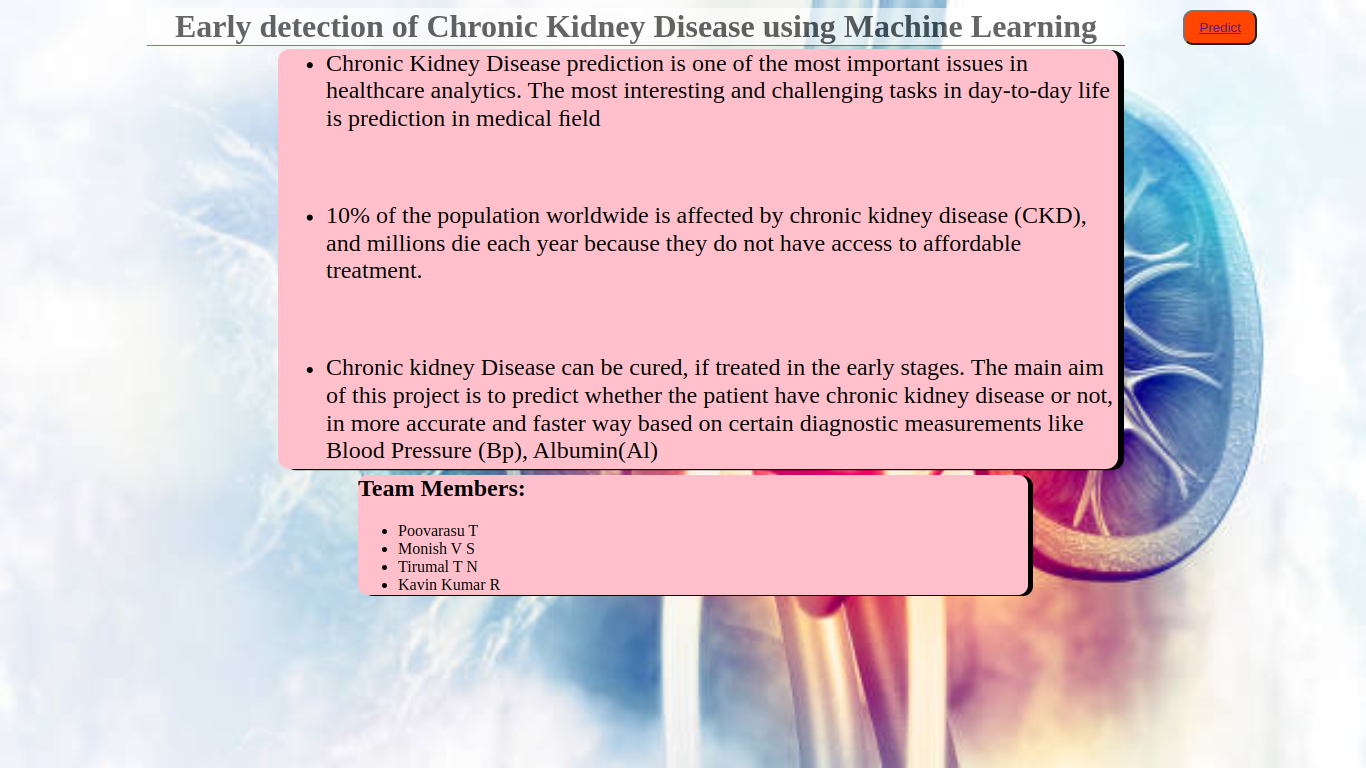 Early detection of Chronic Kidney Disease using Machine Learning
Predict
Chronic Kidney Disease prediction is one of the most important issues in
healthcare analytics. The most interesting and challenging tasks in day-to-day life
is prediction in medical field
10% of the population worldwide is affected by chronic kidney disease (CKD),
and millions die each year because they do not have access to affordable
treatment.
Chronic kidney Disease can be cured, if treated in the early stages. The main aim
of this project is to predict whether the patient have chronic kidney disease or not,
in more accurate and faster way based on certain diagnostic measurements like
Blood Pressure (Bp), Albumin(Al)
Team Members:
Poovarasu T
Monish V S
Tirumal T N
Kavin Kumar R